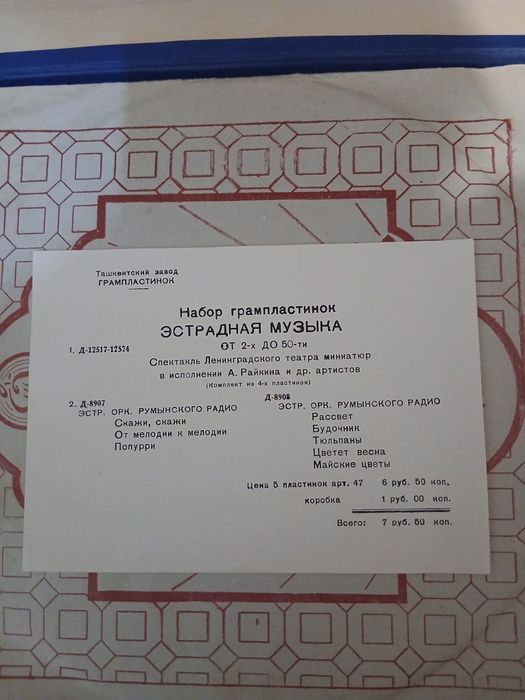 Ташкентский завод
ГРАМПЛАСТИНОК
Набор грампластинок
ЭСТРАДНАЯ МУЗЫКА
ОТ 2-х ДО 50-ти
1. Д-12517-12524
Спектакль Ленинградского театра миниатюр
в исполнении А. Райкина и др. артистов
(Комплект из 4-х пластинок)
2. Д-8907
ЭСТР. ОРК. РУМЫНСКОГО РАДИО
Скажи, скажи
От мелодии к мелодии
Попурри
Д-8908
ЭСТР. ОРК. РУМЫНСКОГО РАДИО
Рассвет
Будочник
Тюльпаны
Цветет весна
Майские цветы
Цена 5 пластинок арт. 47 6 руб. 50 коп.
коробка 1 руб. 00 коп.
Всего: 7 руб. 50 коп.